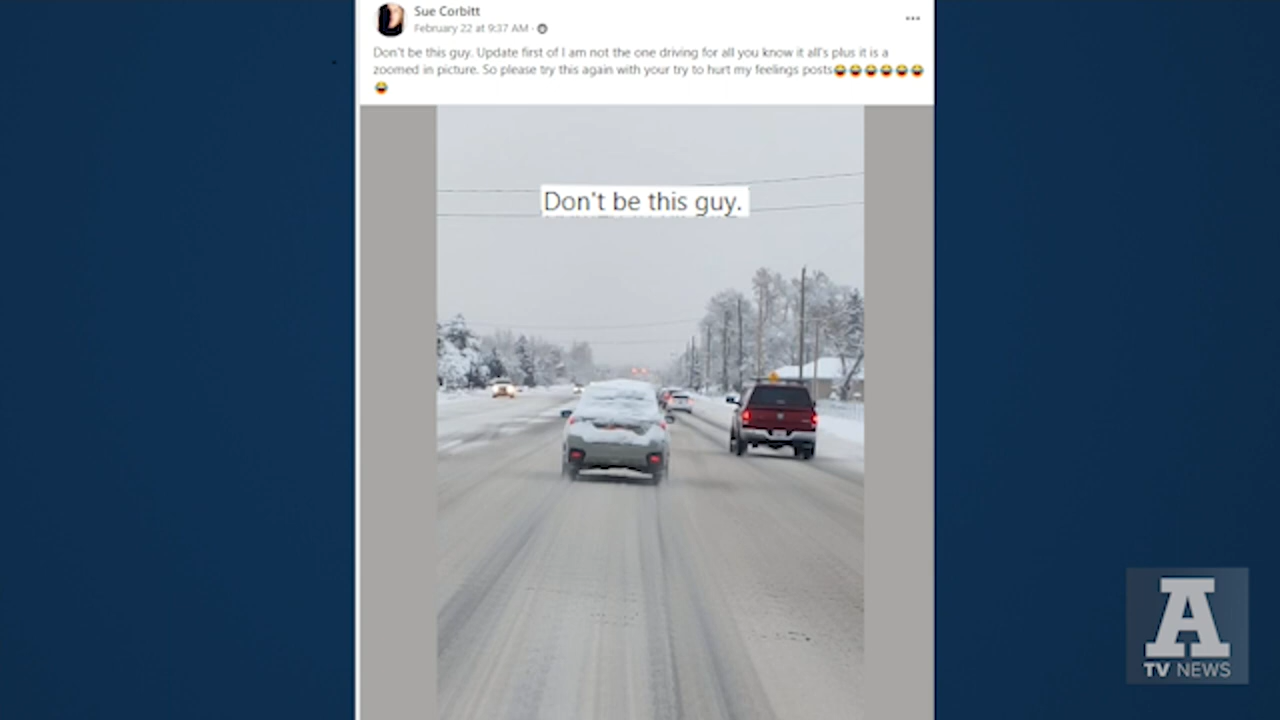 Sue Corbitt
February 22 at 9:37 AM ·
Don't be this guy. Update first of I am not the one driving for all you know it all's plus it is a
zoomed in picture. So please try this again with your try to hurt my feelings posts😂😂😂😂😂😂
😂
Don't be this guy.
A
TV NEWS